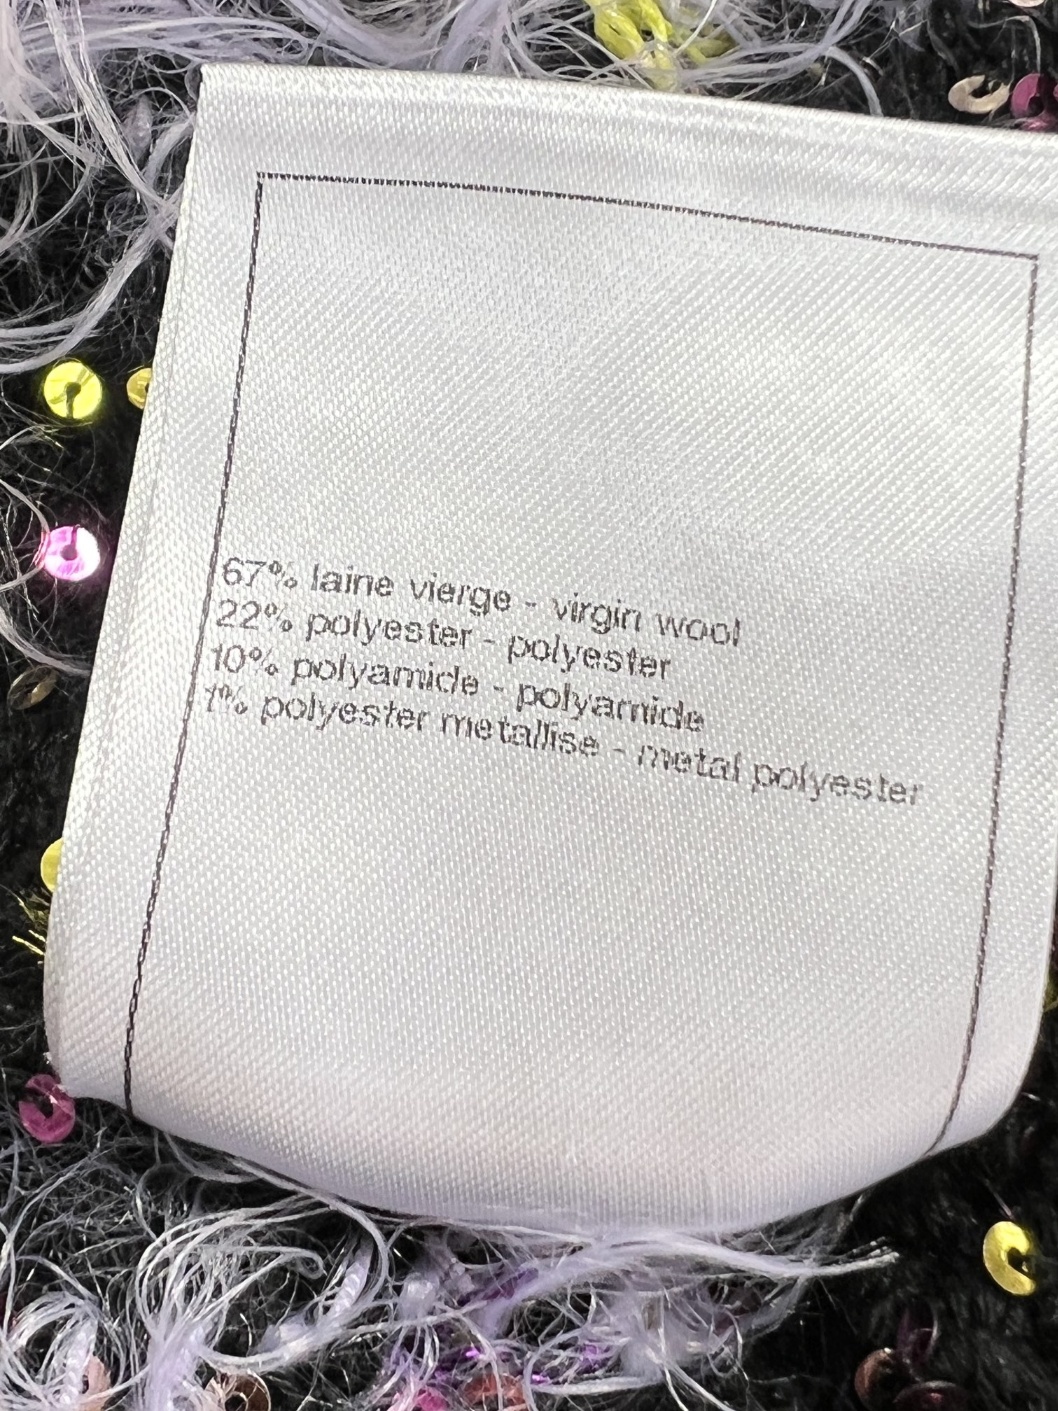 67% laine vierge - virgin wool
22% polyester - polyester
10% polyamide - polyamide
1% polyester metallise - metal polyester